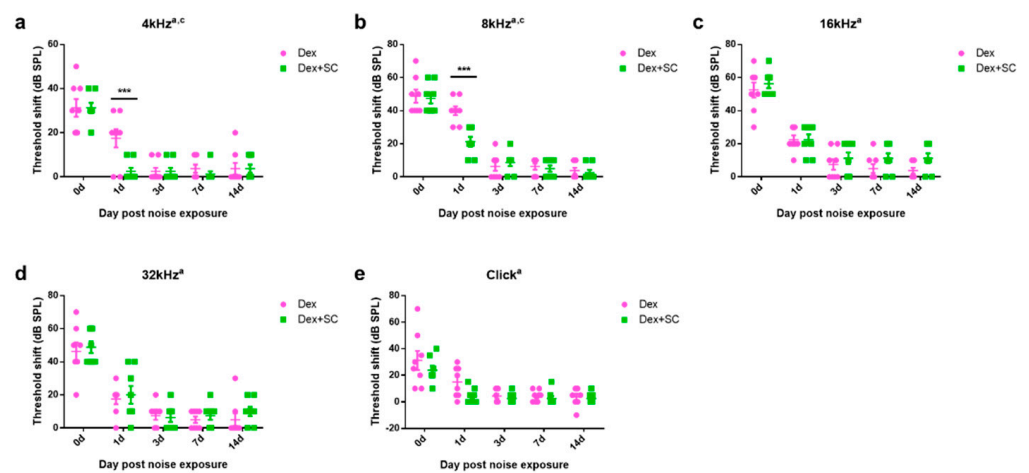 a
4kHz^a,c
Threshold shift (dB SPL)
60
40
20
0
***
Dex
Dex+SC
0d 1d 3d 7d 14d
Day post noise exposure
b
8kHz^a,c
Threshold shift (dB SPL)
80
60
40
20
0
***
Dex
Dex+SC
0d 1d 3d 7d 14d
Day post noise exposure
c
16kHz^a
Threshold shift (dB SPL)
80
60
40
20
0
Dex
Dex+SC
0d 1d 3d 7d 14d
Day post noise exposure
d
32kHz^a
Threshold shift (dB SPL)
80
60
40
20
0
Dex
Dex+SC
0d 1d 3d 7d 14d
Day post noise exposure
e
Click^a
Threshold shift (dB SPL)
80
60
40
20
0
-20
Dex
Dex+SC
0d 1d 3d 7d 14d
Day post noise exposure